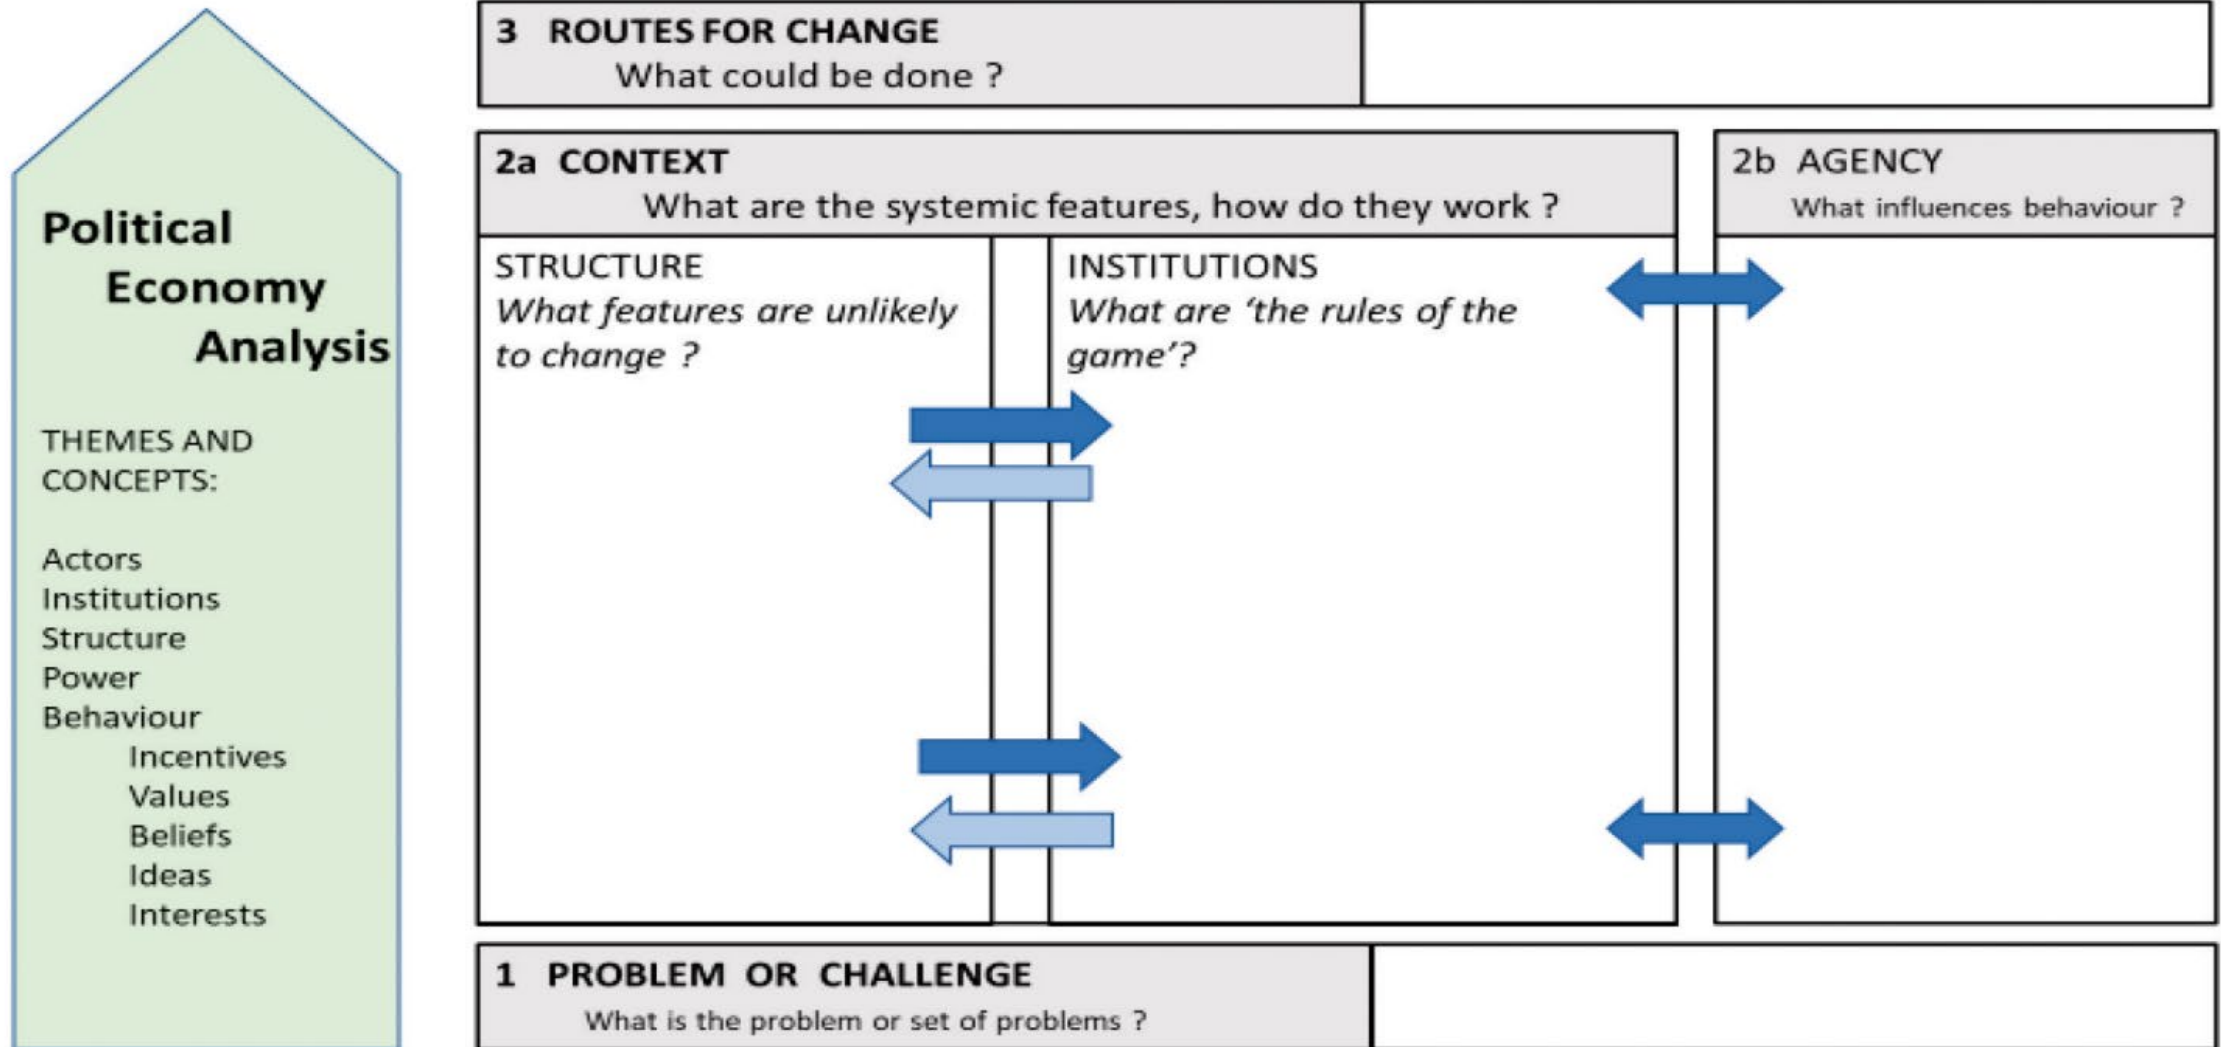 Political
Economy
Analysis
THEMES AND
CONCEPTS:
Actors
Institutions
Structure
Power
Behaviour
Incentives
Values
Beliefs
Ideas
Interests
3 ROUTES FOR CHANGE
What could be done ?
2a CONTEXT
What are the systemic features, how do they work ?
STRUCTURE
What features are unlikely
to change ?
INSTITUTIONS
What are ‘the rules of the
game’?
2b AGENCY
What influences behaviour ?
1 PROBLEM OR CHALLENGE
What is the problem or set of problems ?